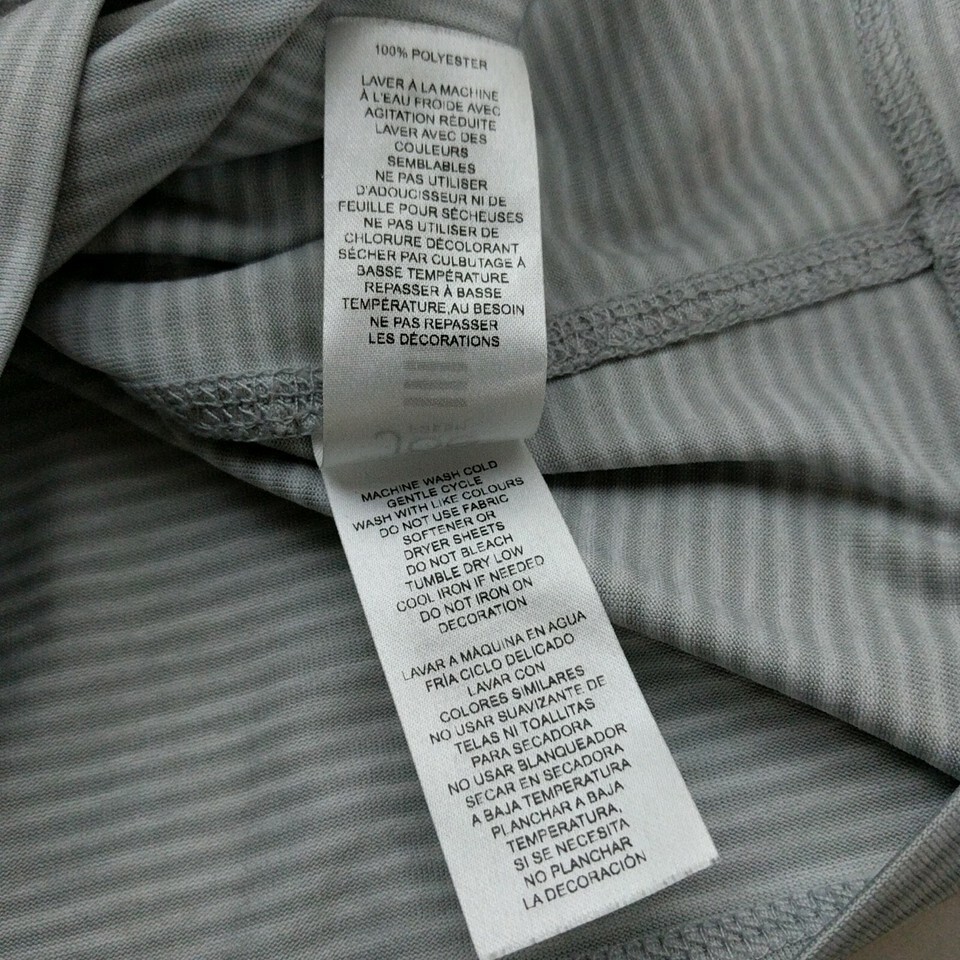 100% POLYESTER
LAVER À LA MACHINE
À L'EAU FROIDE AVEC
AGITATION RÉDUITE
LAVER AVEC DES
COULEURS
SEMBLABLES
NE PAS UTILISER
D'ADOUCISSEUR NI DE
FEUILLE POUR SÉCHEUSES
NE PAS UTILISER DE
CHLORURE DÉCOLORANT
SÉCHER PAR CULBUTAGE À
BASSE TEMPÉRATURE
REPASSER À BASSE
TEMPÉRATURE,AU BESOIN
NE PAS REPASSER
LES DÉCORATIONS
MACHINE WASH COLD
GENTLE CYCLE
WASH WITH LIKE COLOURS
DO NOT USE FABRIC
SOFTENER OR
DRYER SHEETS
DO NOT BLEACH
TUMBLE DRY LOW
COOL IRON IF NEEDED
DO NOT IRON ON
DECORATION
LAVAR A MÁQUINA EN AGUA
FRÍA CICLO DELICADO
LAVAR CON
COLORES SIMILARES
NO USAR SUAVIZANTE DE
TELAS NI TOALLITAS
PARA SECADORA
NO USAR BLANQUEADOR
SECAR EN SECADORA
A BAJA TEMPERATURA
PLANCHAR A BAJA
TEMPERATURA,
SI SE NECESITA
NO PLANCHAR
LA DECORACIÓN